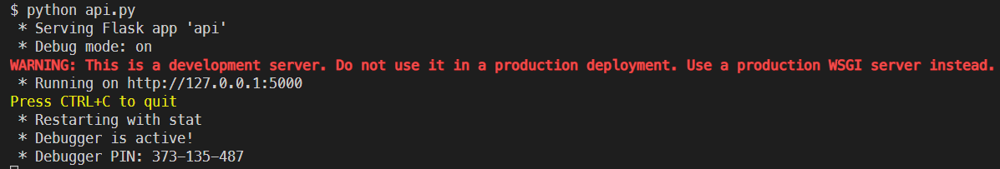 $ python api.py
* Serving Flask app 'api'
* Debug mode: on
WARNING: This is a development server. Do not use it in a production deployment. Use a production WSGI server instead.
* Running on http://127.0.0.1:5000
Press CTRL+C to quit
* Restarting with stat
* Debugger is active!
* Debugger PIN: 373-135-487